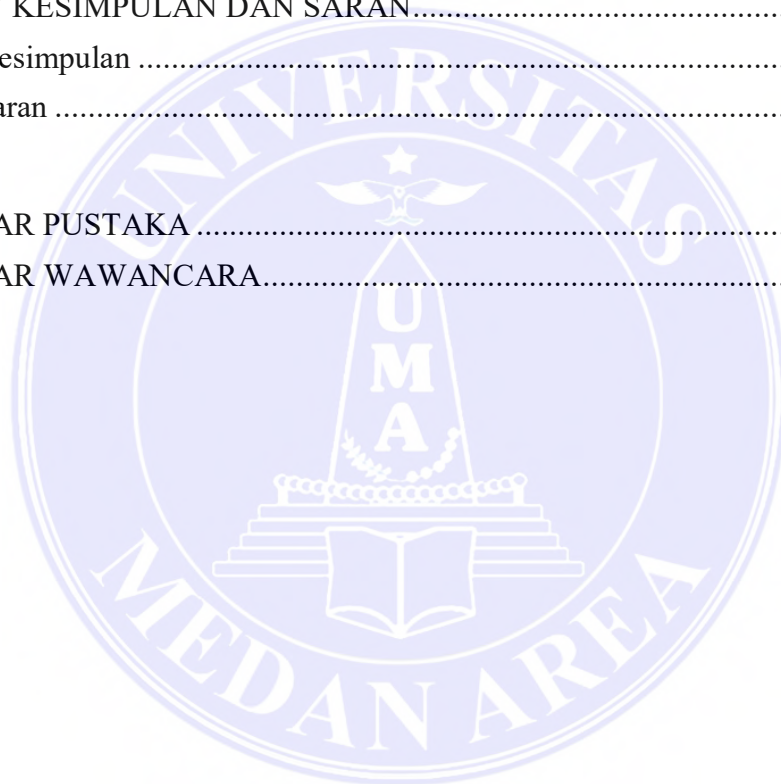 KESIMPULAN DAN SARAN................................................
esimpulan ................................................................................
aran ..........................................................................................
AR PUSTAKA .........................................................................
AR WAWANCARA.................................................................
UNIVERSITAS
UMA
MEDAN AREA